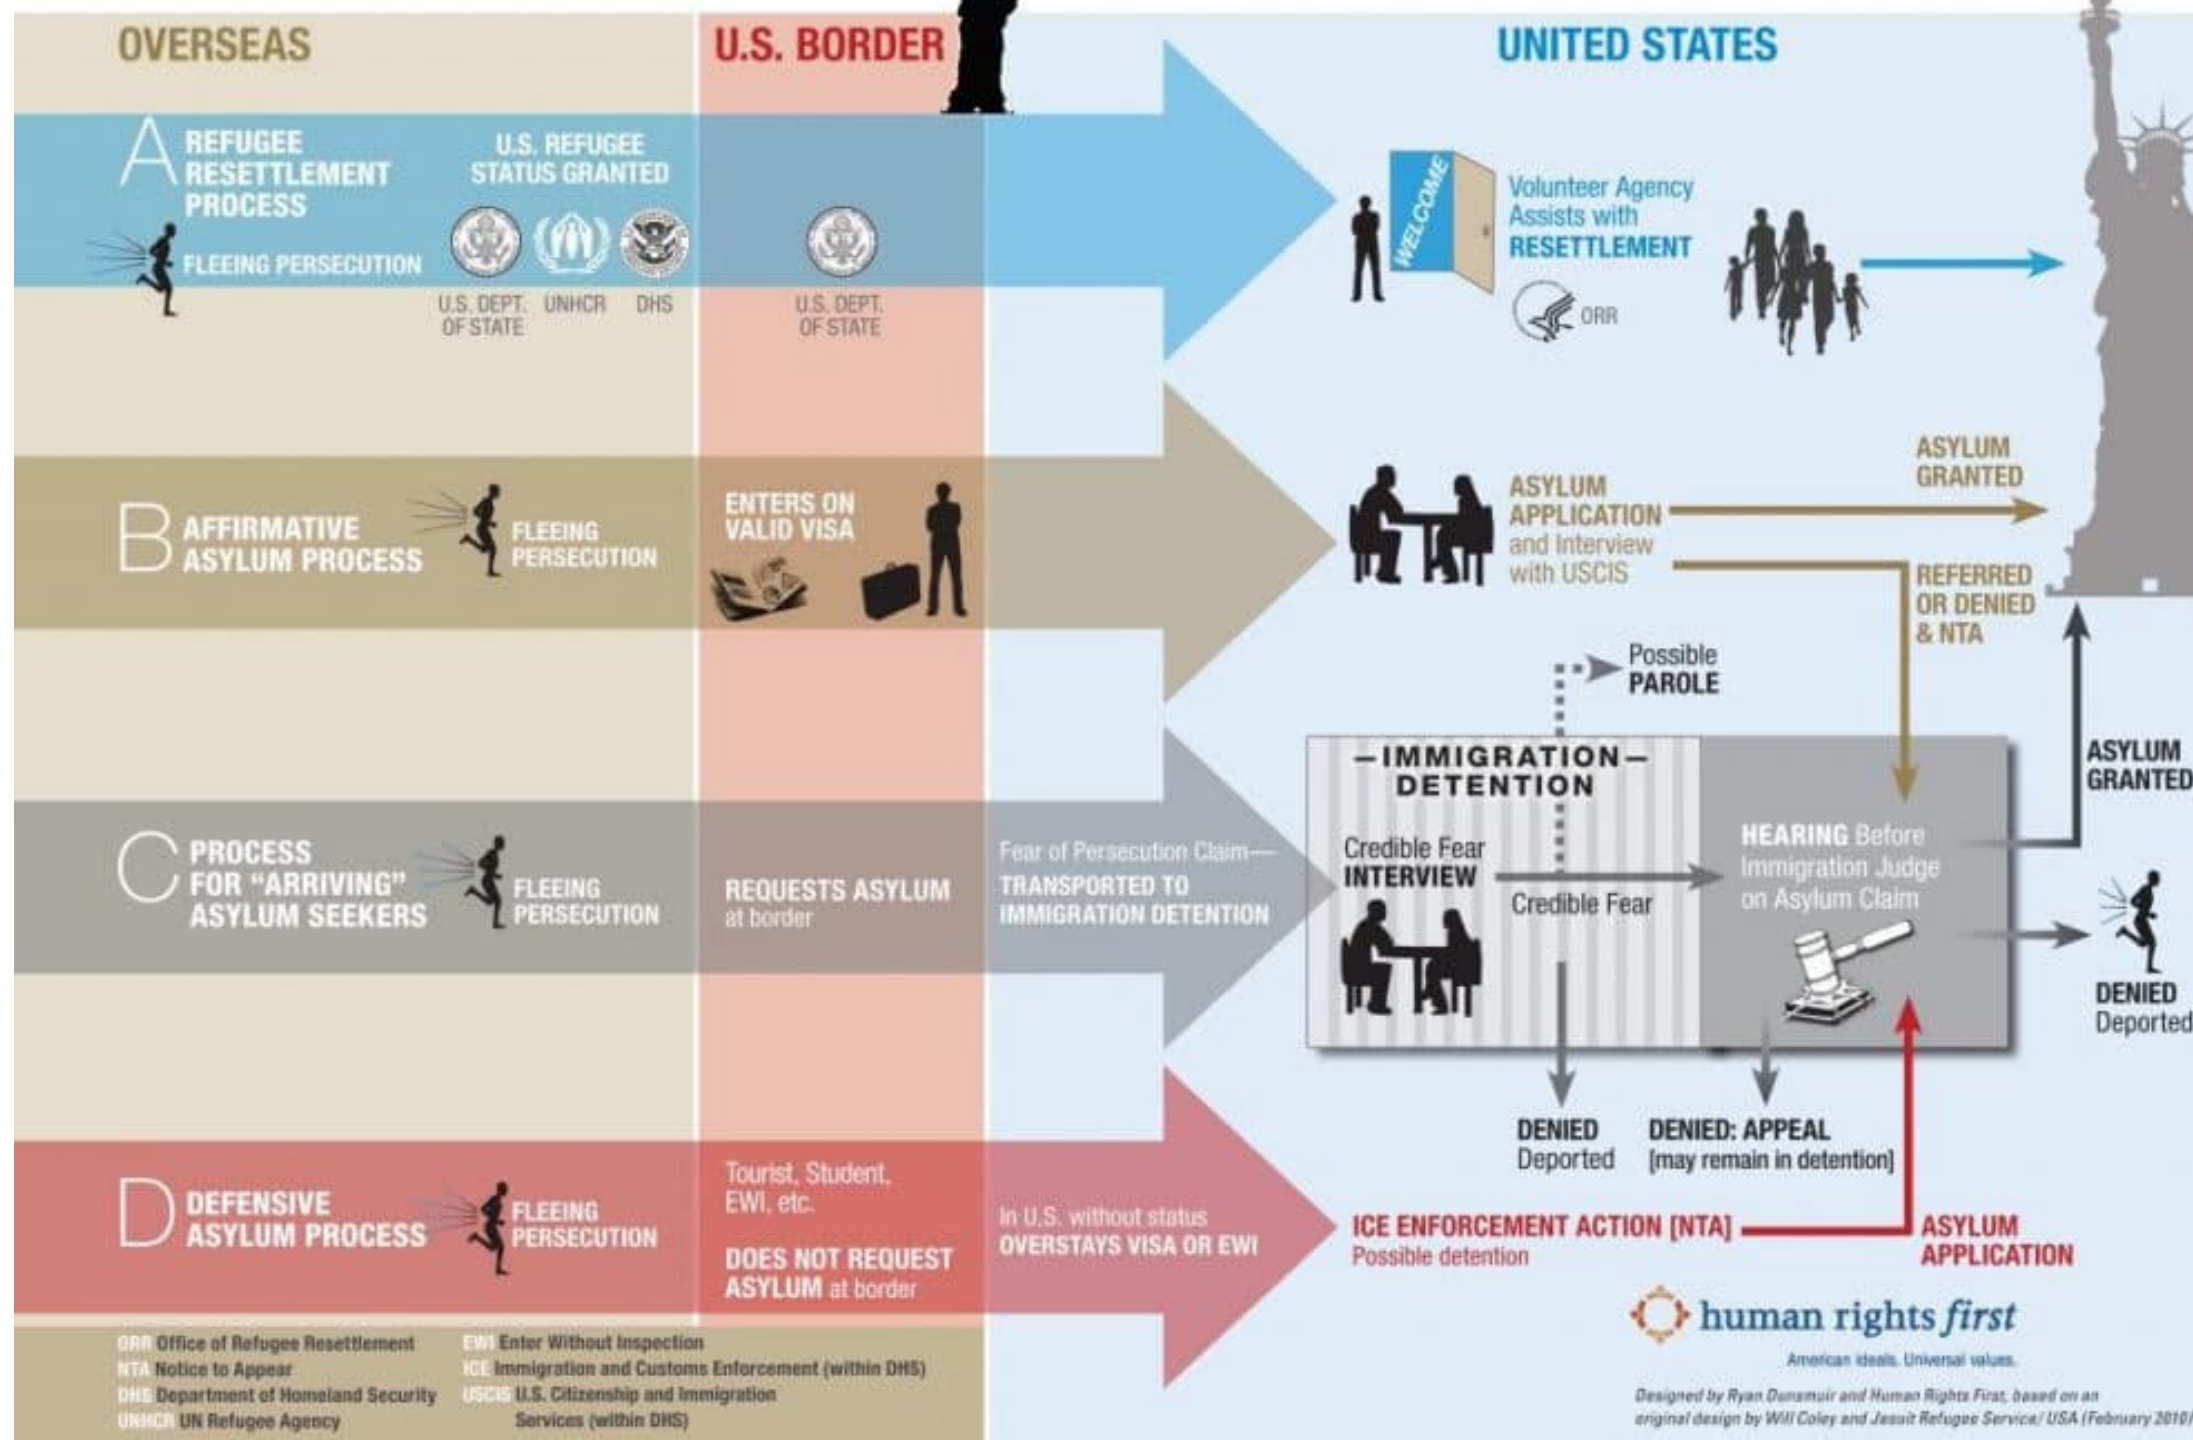 OVERSEAS
U.S. BORDER
UNITED STATES
A
REFUGEE
RESETTLEMENT
PROCESS
FLEEING PERSECUTION
U.S. REFUGEE
STATUS GRANTED
U.S. DEPT.
OF STATE
UNHCR
DHS
U.S. DEPT.
OF STATE
WELCOME
Volunteer Agency
Assists with
RESETTLEMENT
ORR
B
AFFIRMATIVE
ASYLUM PROCESS
FLEEING
PERSECUTION
ENTERS ON
VALID VISA
ASYLUM
APPLICATION
and Interview
with USCIS
ASYLUM
GRANTED
REFERRED
OR DENIED
& NTA
Possible
PAROLE
C
PROCESS
FOR “ARRIVING”
ASYLUM SEEKERS
FLEEING
PERSECUTION
REQUESTS ASYLUM
at border
Fear of Persecution Claim—
TRANSPORTED TO
IMMIGRATION DETENTION
–IMMIGRATION–
DETENTION
Credible Fear
INTERVIEW
Credible Fear
HEARING Before
Immigration Judge
on Asylum Claim
ASYLUM
GRANTED
DENIED
Deported
DENIED
Deported
DENIED: APPEAL
[may remain in detention]
D
DEFENSIVE
ASYLUM PROCESS
FLEEING
PERSECUTION
Tourist, Student,
EWI, etc.
DOES NOT REQUEST
ASYLUM at border
In U.S. without status
OVERSTAYS VISA OR EWI
ICE ENFORCEMENT ACTION [NTA]
Possible detention
ASYLUM
APPLICATION
ORR Office of Refugee Resettlement
NTA Notice to Appear
DHS Department of Homeland Security
UNHCR UN Refugee Agency
EWI Enter Without Inspection
ICE Immigration and Customs Enforcement (within DHS)
USCIS U.S. Citizenship and Immigration
Services (within DHS)
human rights first
American ideals. Universal values.
Designed by Ryan Dunsmuir and Human Rights First, based on an
original design by Will Coley and Jesuit Refugee Service/ USA (February 2010)